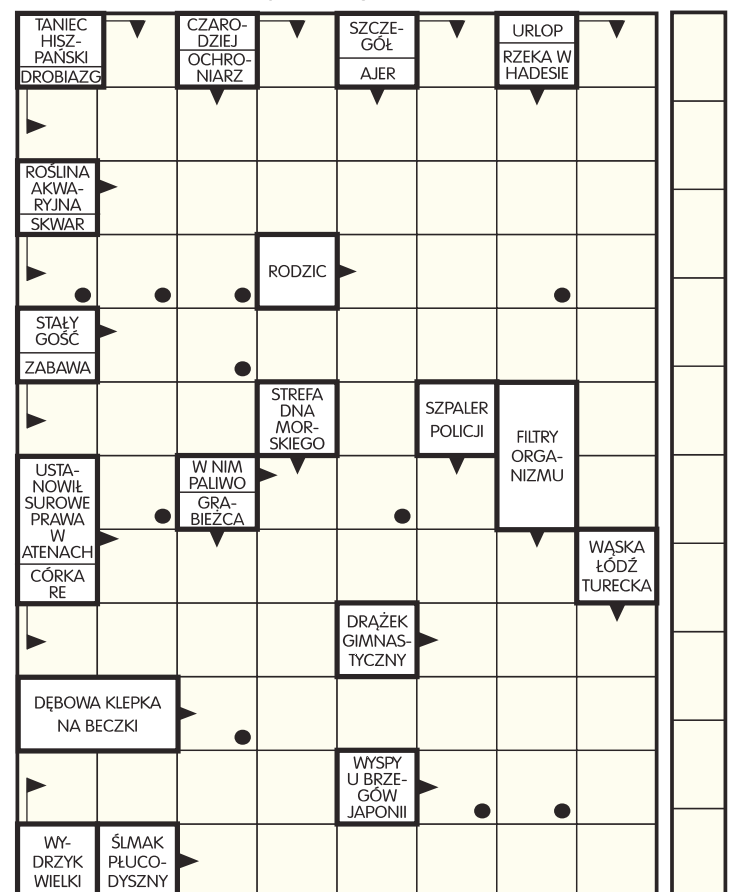 TANIEC
HISZ-
PAŃSKI
DROBIAZG
CZARO-
DZIEJ
OCHRO-
NIARZ
SZCZE-
GÓŁ
AJER
URLOP
RZEKA W
HADESIE
ROŚLINA
AKWA-
RYJNA
SKWAR
RODZIC
STAŁY
GOŚĆ
ZABAWA
STREFA
DNA
MOR-
SKIEGO
SZPALER
POLICJI
FILTRY
ORGA-
NIZMU
USTA-
NOWIŁ
SUROWE
PRAWA
W
ATENACH
CÓRKA
RE
W NIM
PALIWO
GRA-
BIEŻCA
WĄSKA
ŁÓDŹ
TURECKA
DRĄŻEK
GIMNAS-
TYCZNY
DĘBOWA KLEPKA
NA BECZKI
WYSPY
U BRZE-
GÓW
JAPONII
WY-
DRZYK
WIELKI
ŚLMAK
PŁUCO-
DYSZNY